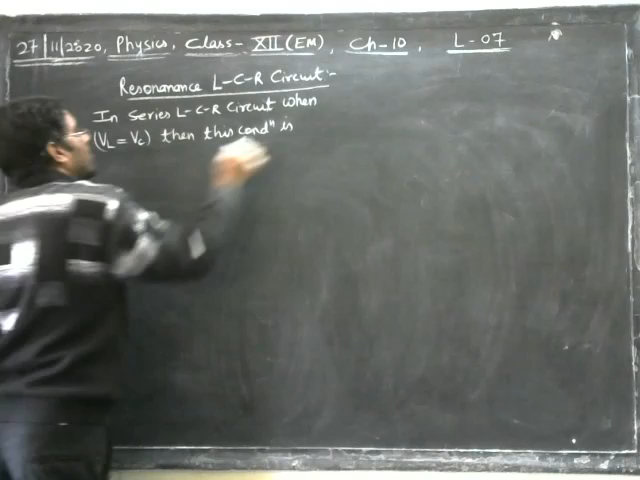 27/11/2020, Physics, Class- XII (EM), Ch-10, L-07
Resonanance L-C-R Circuit:-
In Series L-C-R Circuit when
(VL = Vc) then this condⁿ is